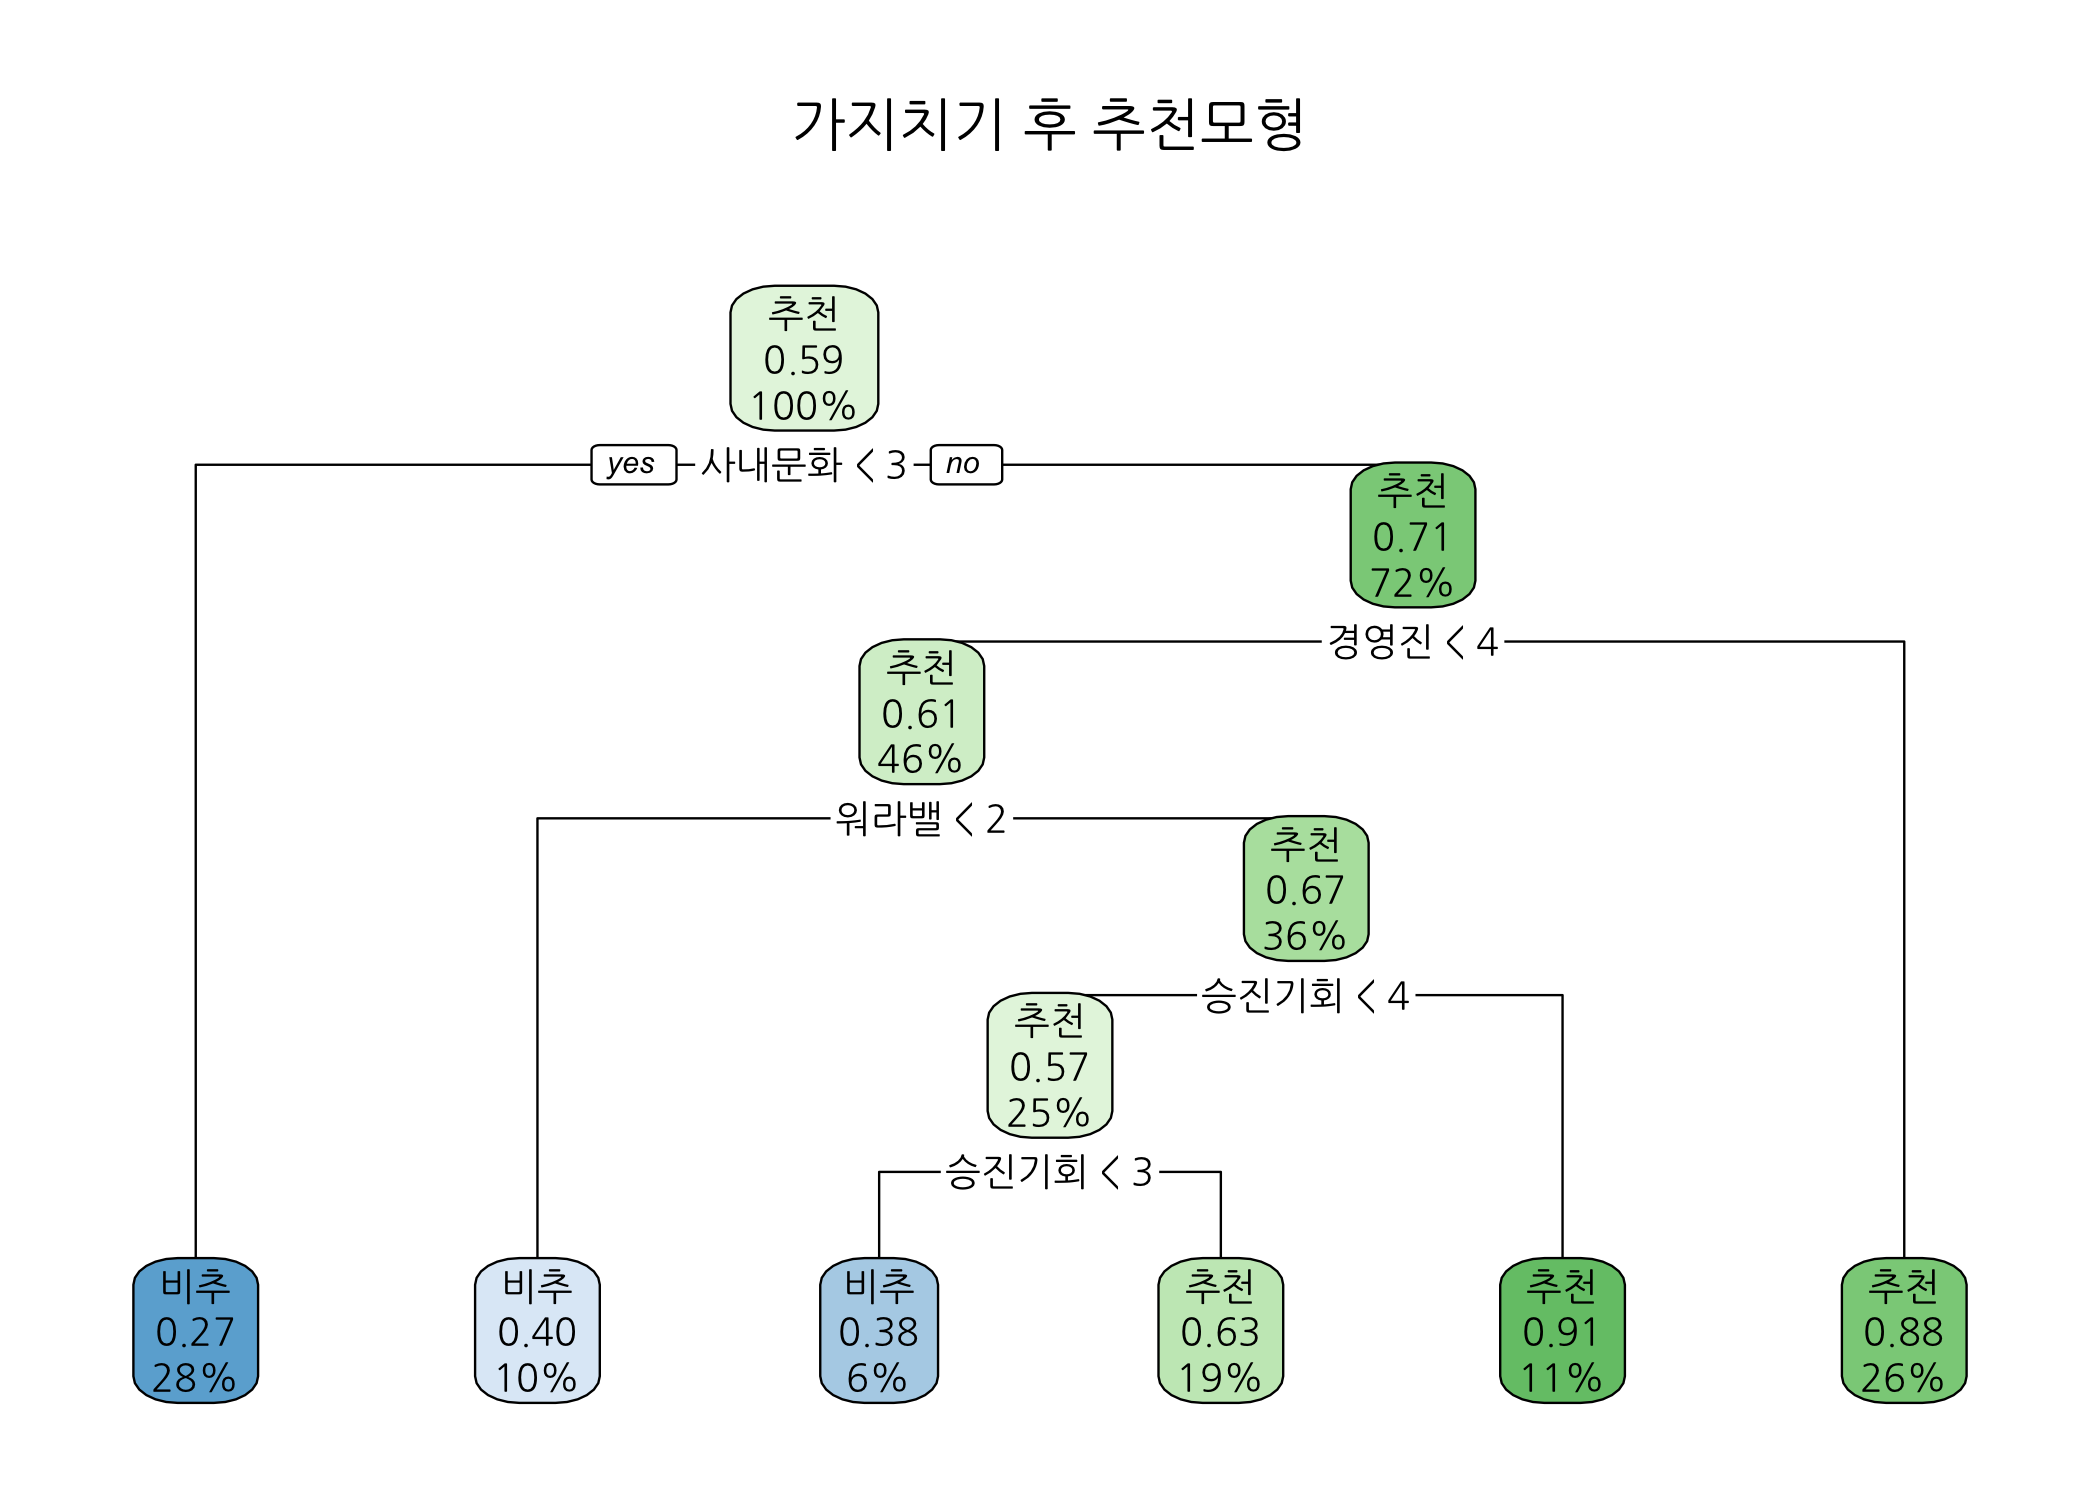 가지치기 후 추천모형
추천
0.59
100%
yes 사내문화 < 3 no
추천
0.71
72%
경영진 < 4
추천
0.61
46%
워라밸 < 2
추천
0.67
36%
승진기회 < 4
추천
0.57
25%
승진기회 < 3
비추
0.27
28%
비추
0.40
10%
비추
0.38
6%
추천
0.63
19%
추천
0.91
11%
추천
0.88
26%